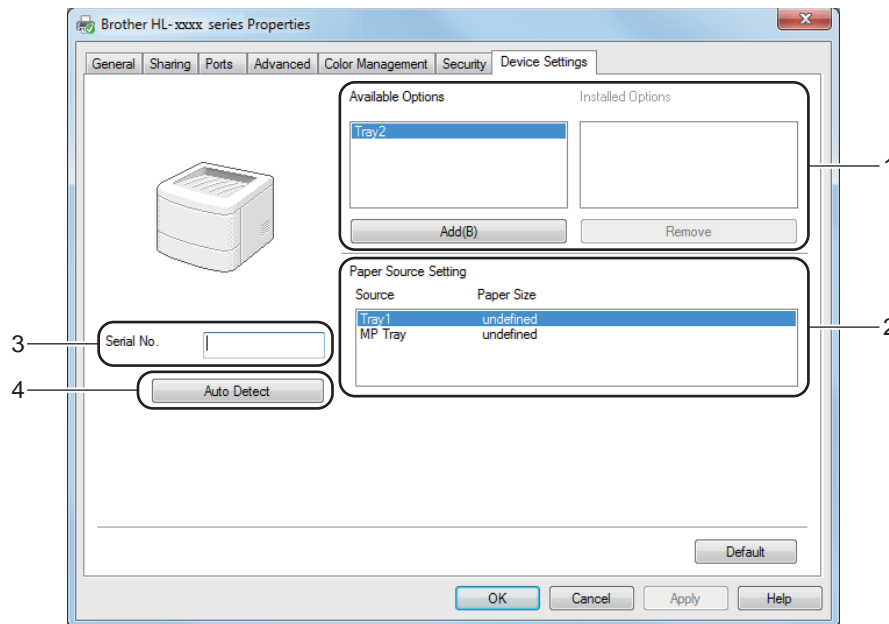 Brother HL-xxxx series Properties
x
General Sharing Ports Advanced Color Management Security Device Settings
Available Options Installed Options
Tray2
1
Add(B) Remove
Paper Source Setting
Source Paper Size
Tray1 undefined
MP Tray undefined
2
3 Serial No.
4 Auto Detect
Default
OK Cancel Apply Help